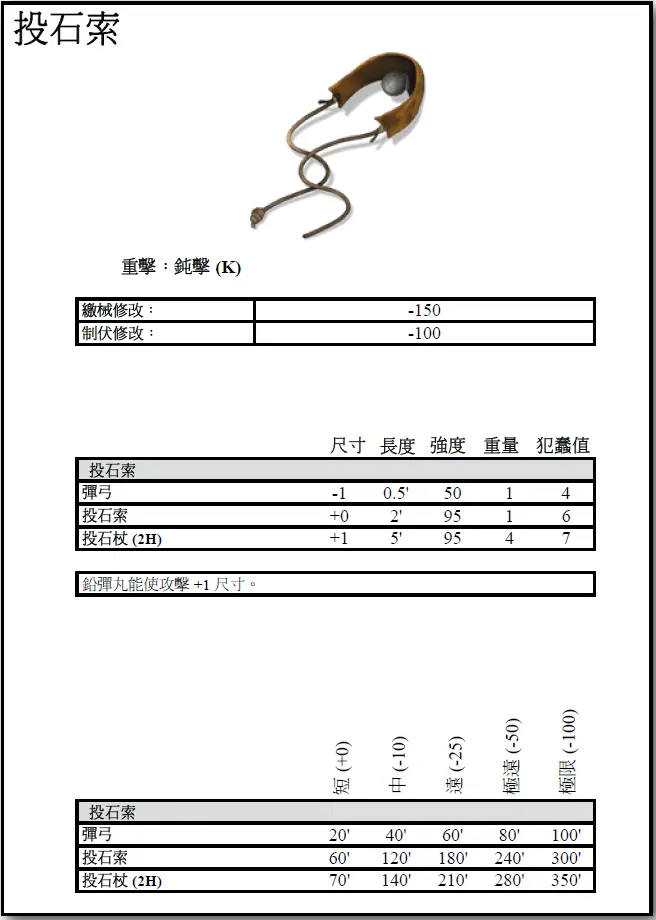 投石索
重擊：鈍擊 (K)
繳械修改： -150
制伏修改： -100
尺寸 長度 強度 重量 犯蠢值
投石索
彈弓 -1 0.5' 50 1 4
投石索 +0 2' 95 1 6
投石杖 (2H) +1 5' 95 4 7
鉛彈丸能使攻擊 +1 尺寸。
短 (+0) 中 (-10) 遠 (-25) 極遠 (-50) 極限 (-100)
投石索
彈弓 20' 40' 60' 80' 100'
投石索 60' 120' 180' 240' 300'
投石杖 (2H) 70' 140' 210' 280' 350'